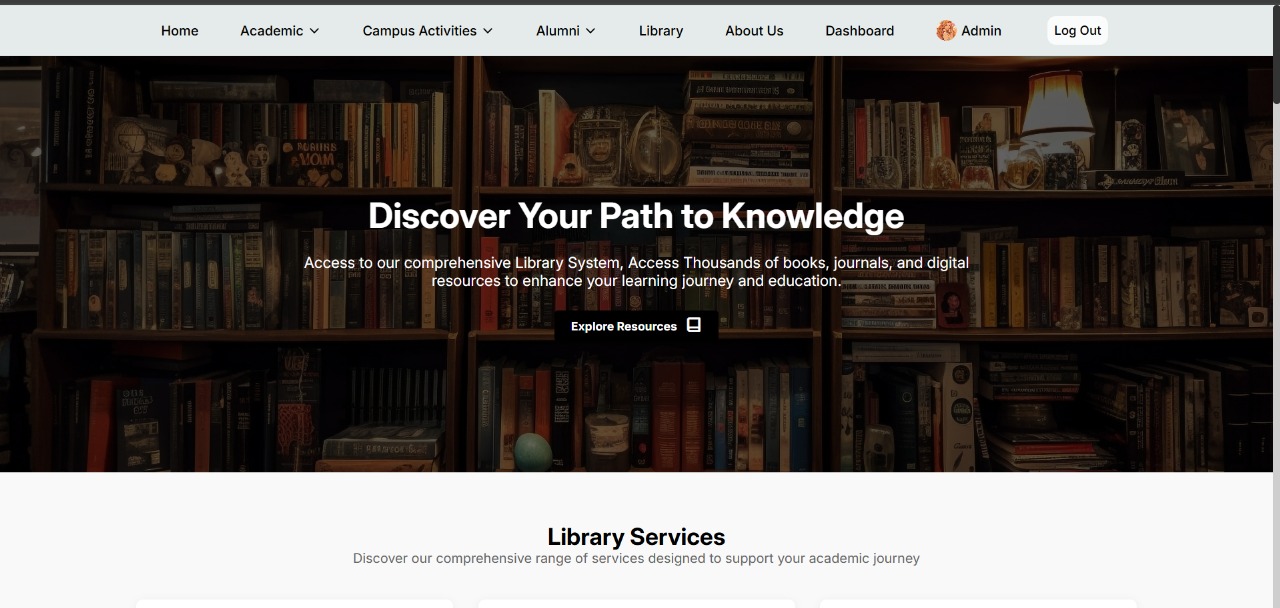 Home Academic Campus Activities Alumni Library About Us Dashboard Admin Log Out
Discover Your Path to Knowledge
Access to our comprehensive Library System, Access Thousands of books, journals, and digital
resources to enhance your learning journey and education.
Explore Resources
Library Services
Discover our comprehensive range of services designed to support your academic journey